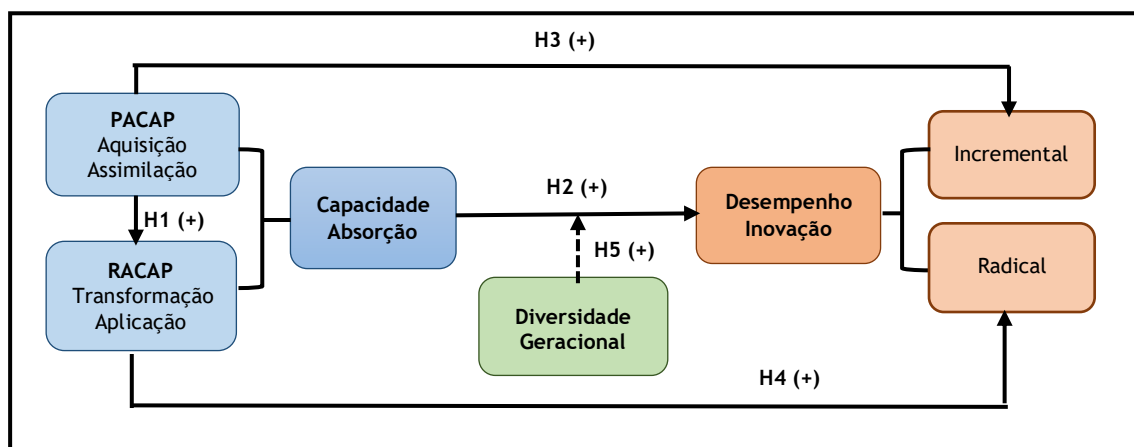 H3 (+)
PACAP
Aquisição
Assimilação
H1 (+)
RACAP
Transformação
Aplicação
Capacidade
Absorção
H2 (+)
H5 (+)
Diversidade
Geracional
Desempenho
Inovação
Incremental
Radical
H4 (+)